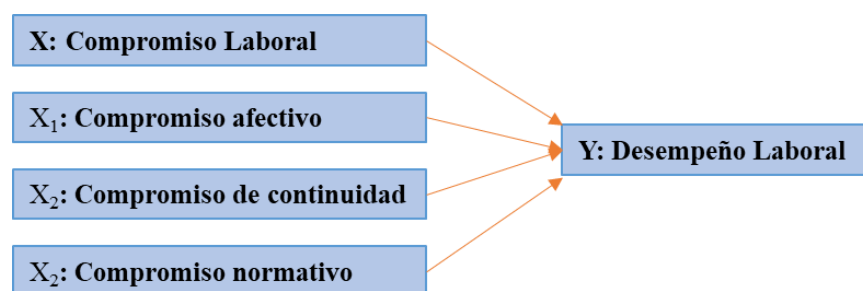 X: Compromiso Laboral
X₁: Compromiso afectivo
X₂: Compromiso de continuidad
Y: Desempeño Laboral
X₂: Compromiso normativo